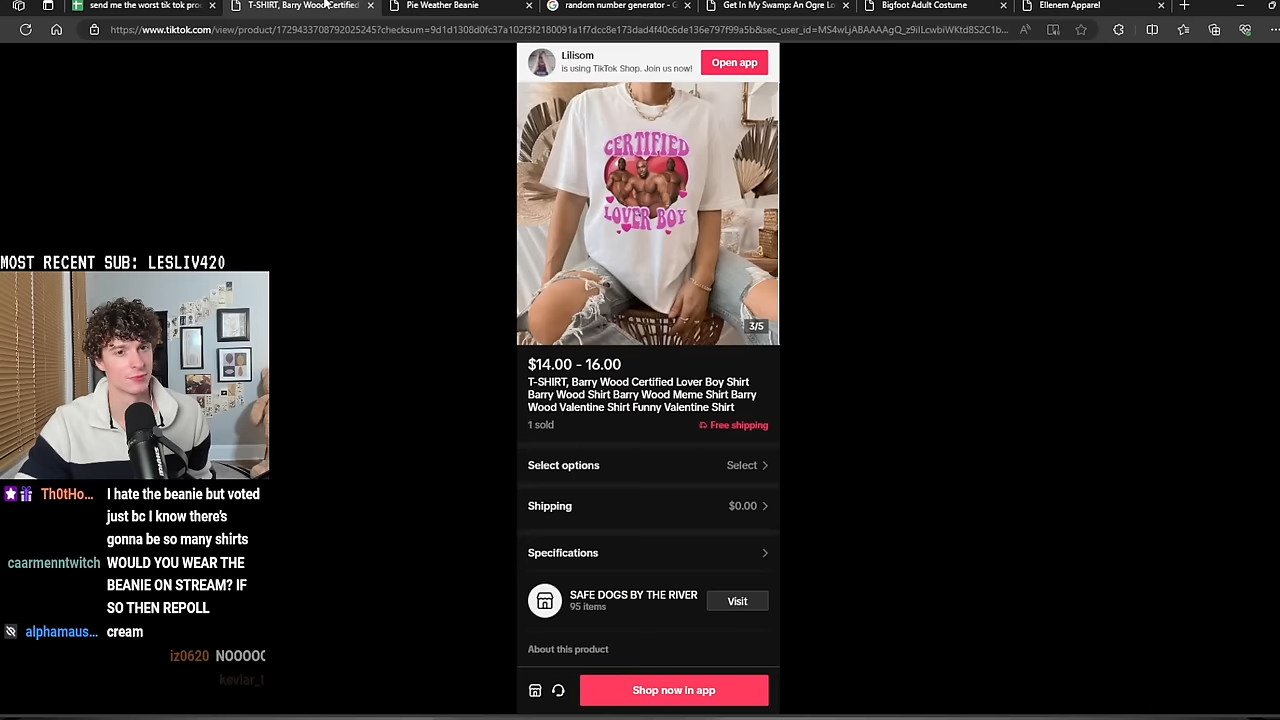 send me the worst tik tok pro
T-SHIRT, Barry Wood Certified
Pie Weather Beanie
random number generator - G
Get In My Swamp: An Ogre Lo
Bigfoot Adult Costume
Ellenem Apparel
Lilisom
is using TikTok Shop. Join us now!
Open app
CERTIFIED
LOVER BOY
3/5
$14.00 - 16.00
T-SHIRT, Barry Wood Certified Lover Boy Shirt
Barry Wood Shirt Barry Wood Meme Shirt Barry
Wood Valentine Shirt Funny Valentine Shirt
1 sold
Free shipping
Select options
Select
Shipping
$0.00
Specifications
SAFE DOGS BY THE RIVER
95 items
Visit
About this product
Shop now in app
MOST RECENT SUB: LESLIV420
Th0tHo... I hate the beanie but voted
just bc I know there's
gonna be so many shirts
caarmenntwitch WOULD YOU WEAR THE
BEANIE ON STREAM? IF
SO THEN REPOLL
alphamaus... cream
iz0620 NOOOOC